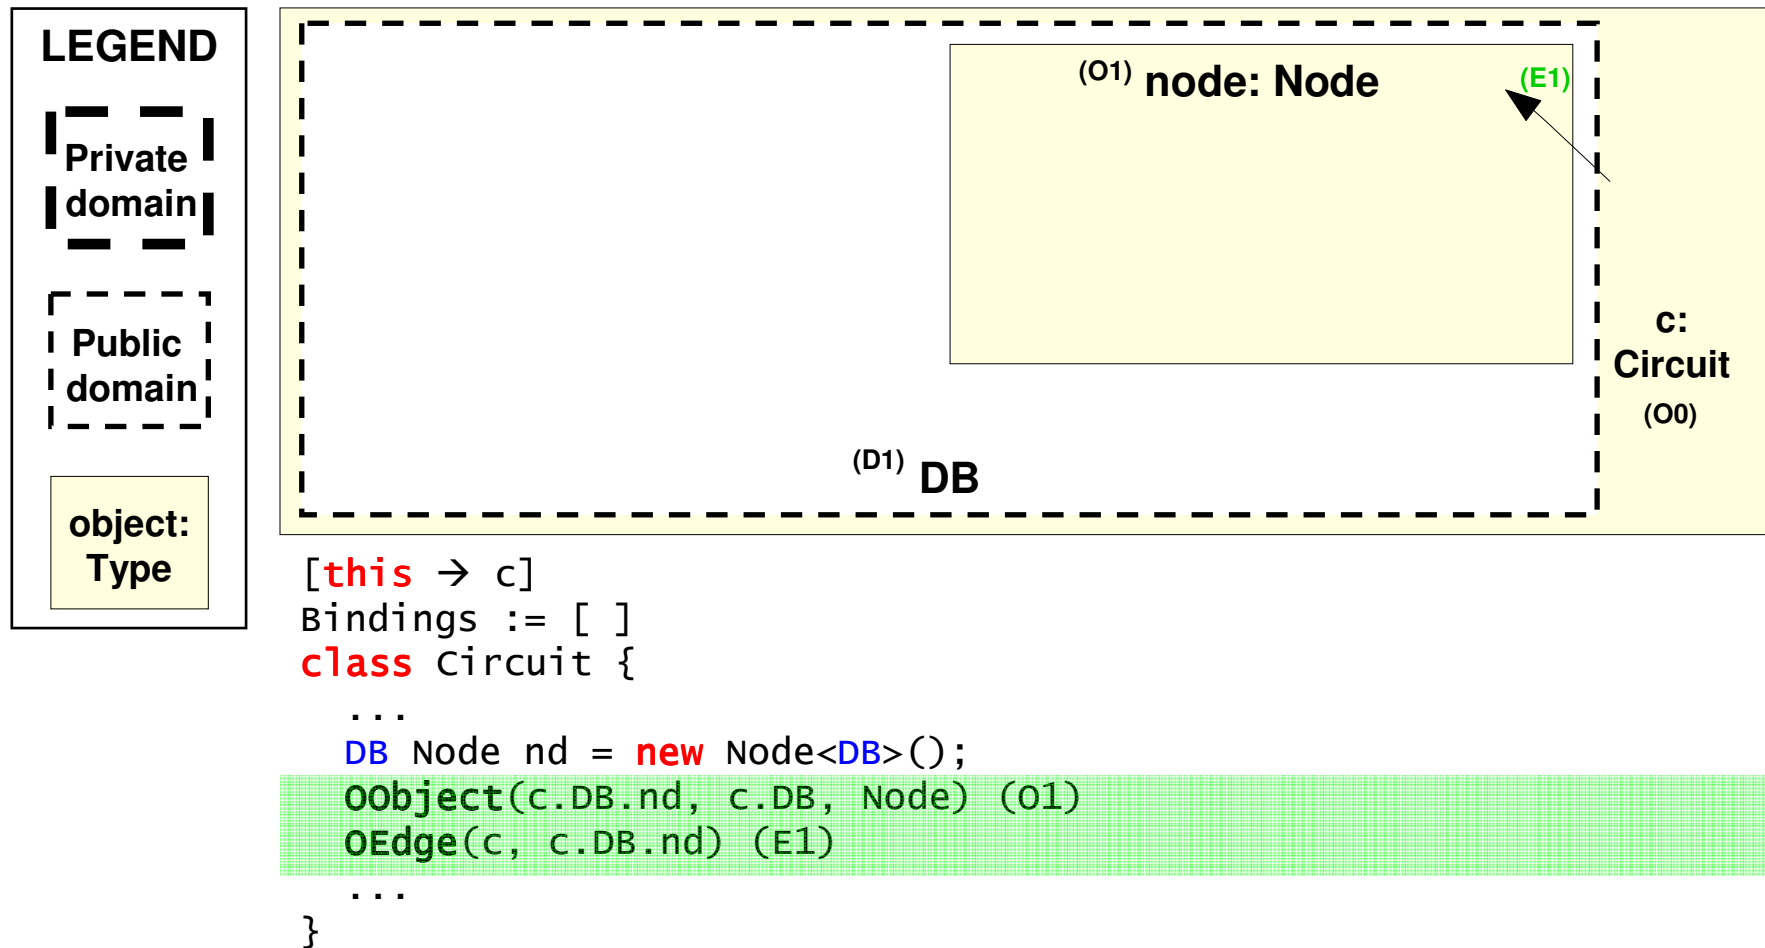 LEGEND
Private
domain
Public
domain
object:
Type
(O1) node: Node
(E1)
c:
Circuit
(O0)
(D1) DB
[this → c]
Bindings := [ ]
class Circuit {
...
DB Node nd = new Node<DB>();
OObject(c.DB.nd, c.DB, Node) (O1)
OEdge(c, c.DB.nd) (E1)
...
}